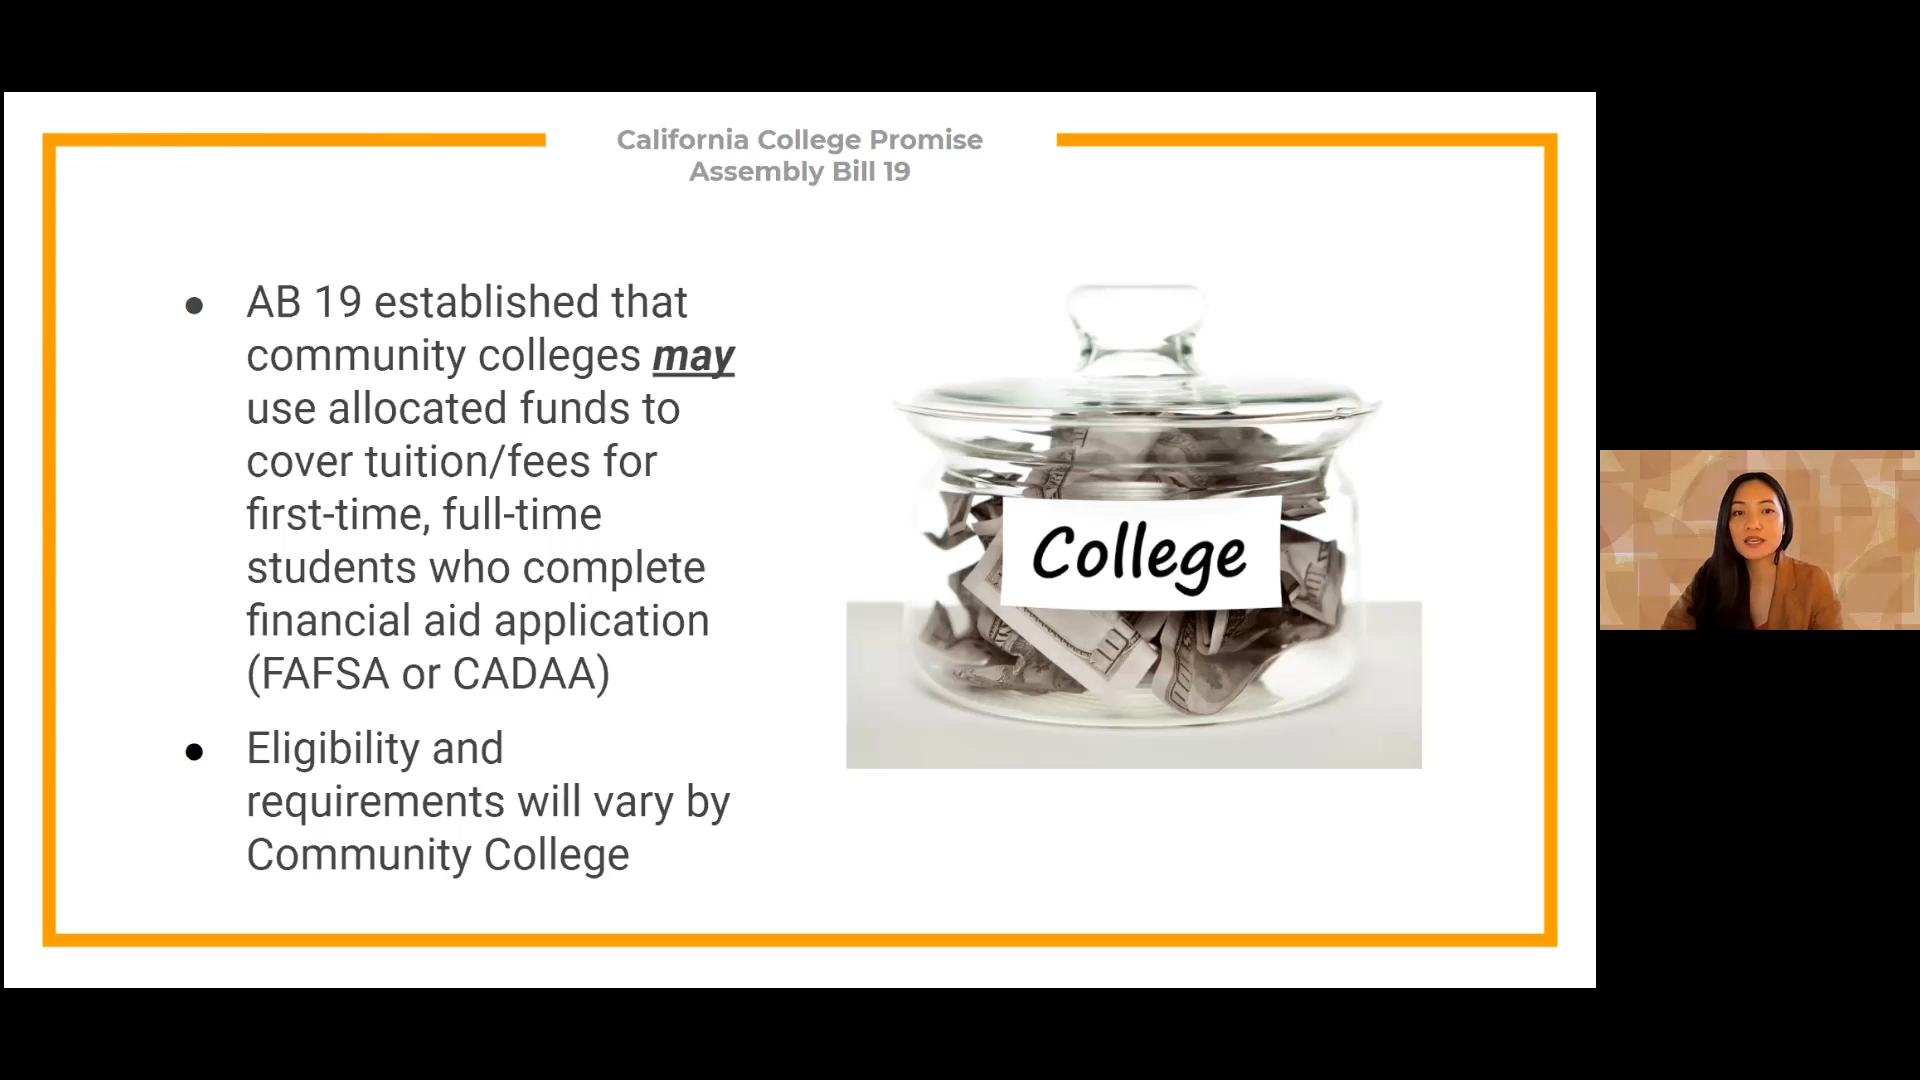 California College Promise
Assembly Bill 19
● AB 19 established that
community colleges may
use allocated funds to
cover tuition/fees for
first-time, full-time
students who complete
financial aid application
(FAFSA or CADAA)
● Eligibility and
requirements will vary by
Community College
College